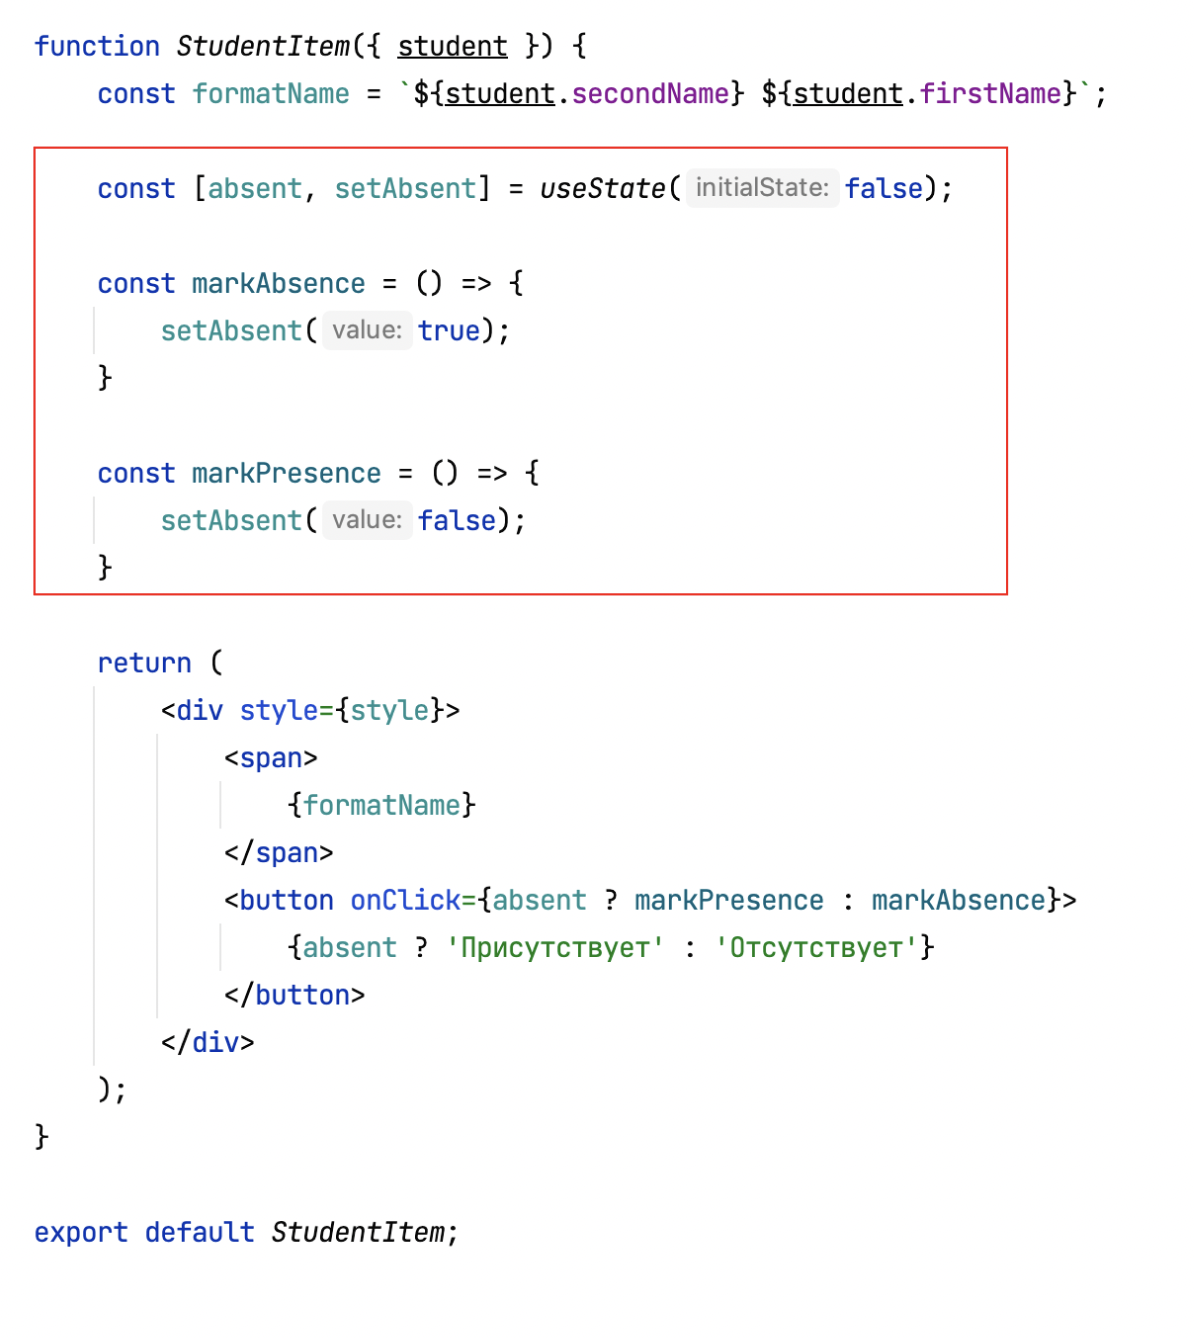 function StudentItem({ student }) {
    const formatName = `${student.secondName} ${student.firstName}`;
    const [absent, setAbsent] = useState( initialState: false);
    const markAbsence = () => {
        setAbsent( value: true);
    }
    const markPresence = () => {
        setAbsent( value: false);
    }
    return (
        <div style={style}>
            <span>
                {formatName}
            </span>
            <button onClick={absent ? markPresence : markAbsence}>
                {absent ? 'Присутствует' : 'Отсутствует'}
            </button>
        </div>
    );
}
export default StudentItem;